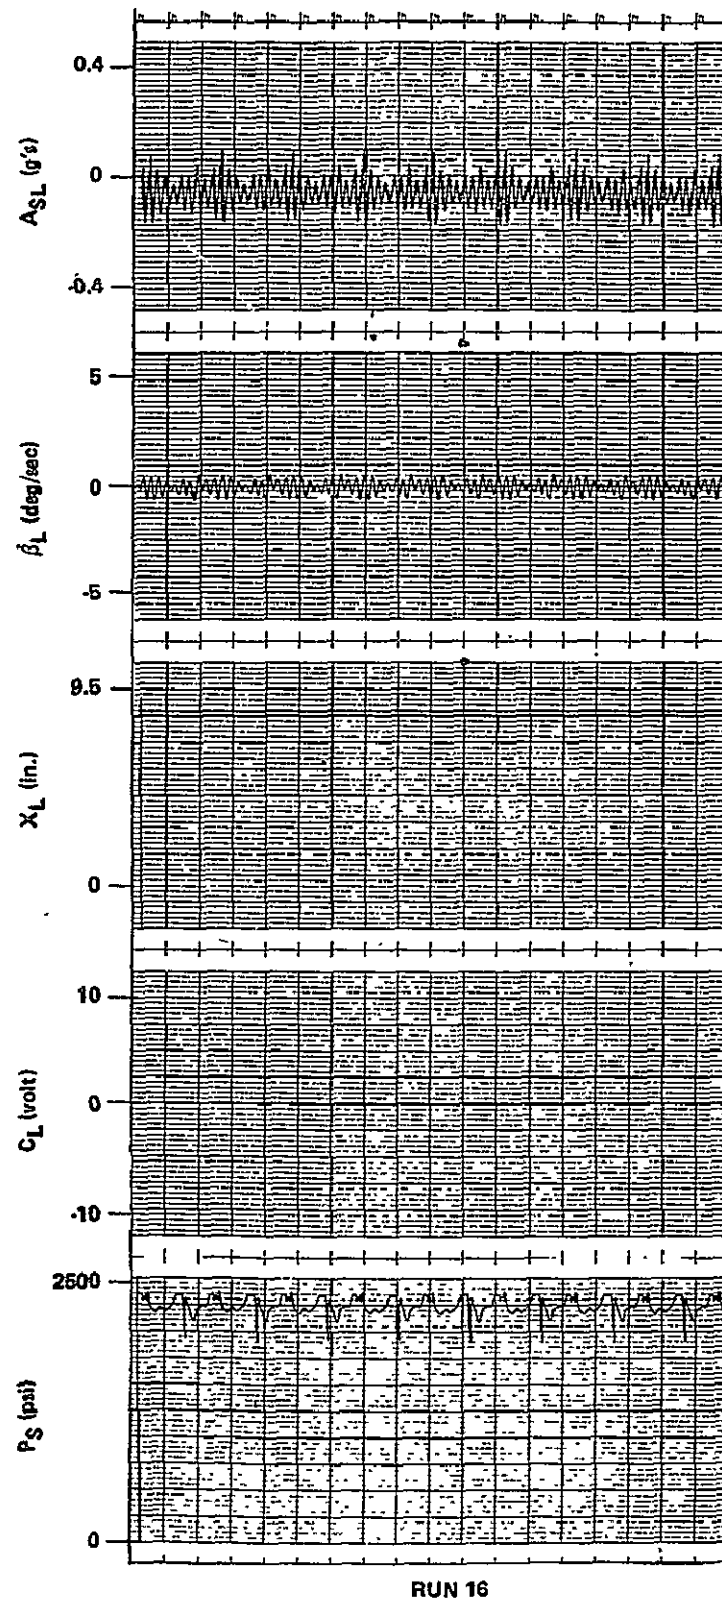 0.4
0
-0.4
A_SL (g's)
5
0
-5
β̇_L (deg/sec)
9.5
0
X_L (in.)
10
0
-10
C_L (volt)
2500
0
P_S (psi)
RUN 16